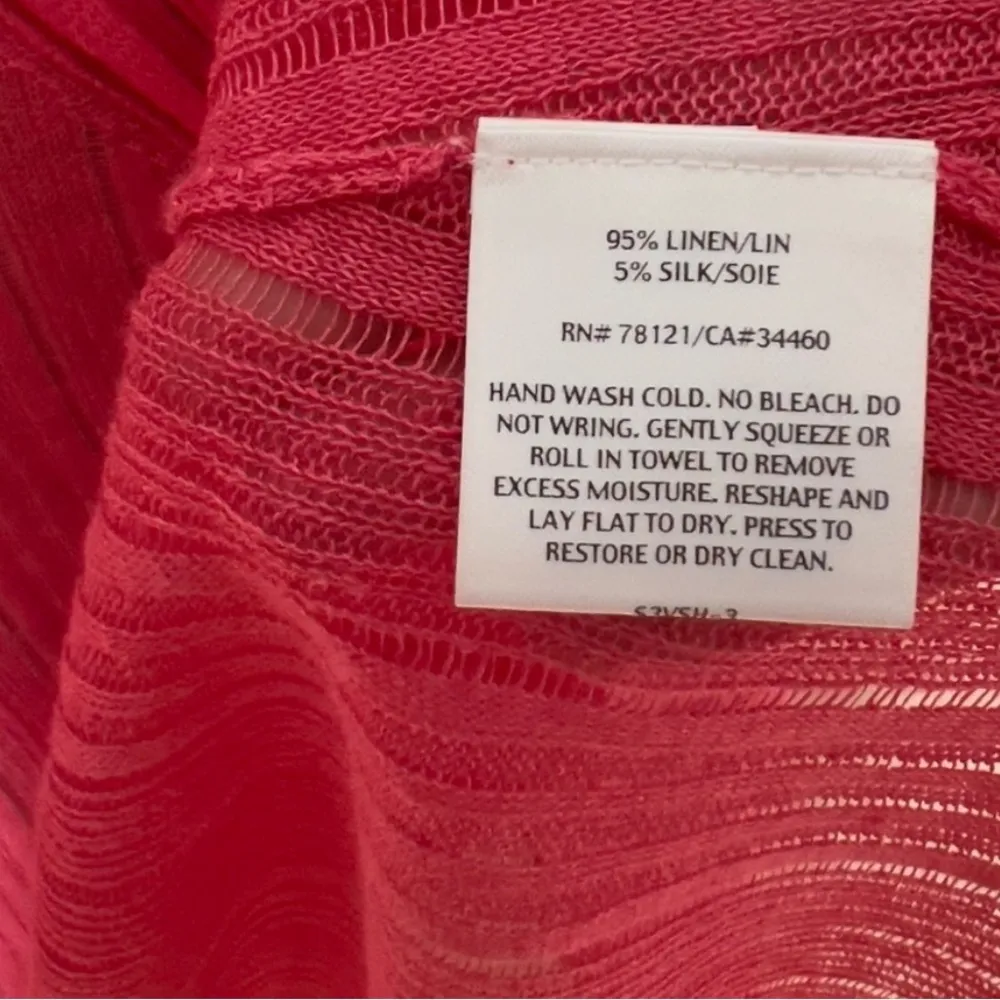 95% LINEN/LIN
5% SILK/SOIE
RN# 78121/CA#34460
HAND WASH COLD. NO BLEACH. DO
NOT WRING. GENTLY SQUEEZE OR
ROLL IN TOWEL TO REMOVE
EXCESS MOISTURE. RESHAPE AND
LAY FLAT TO DRY. PRESS TO
RESTORE OR DRY CLEAN.